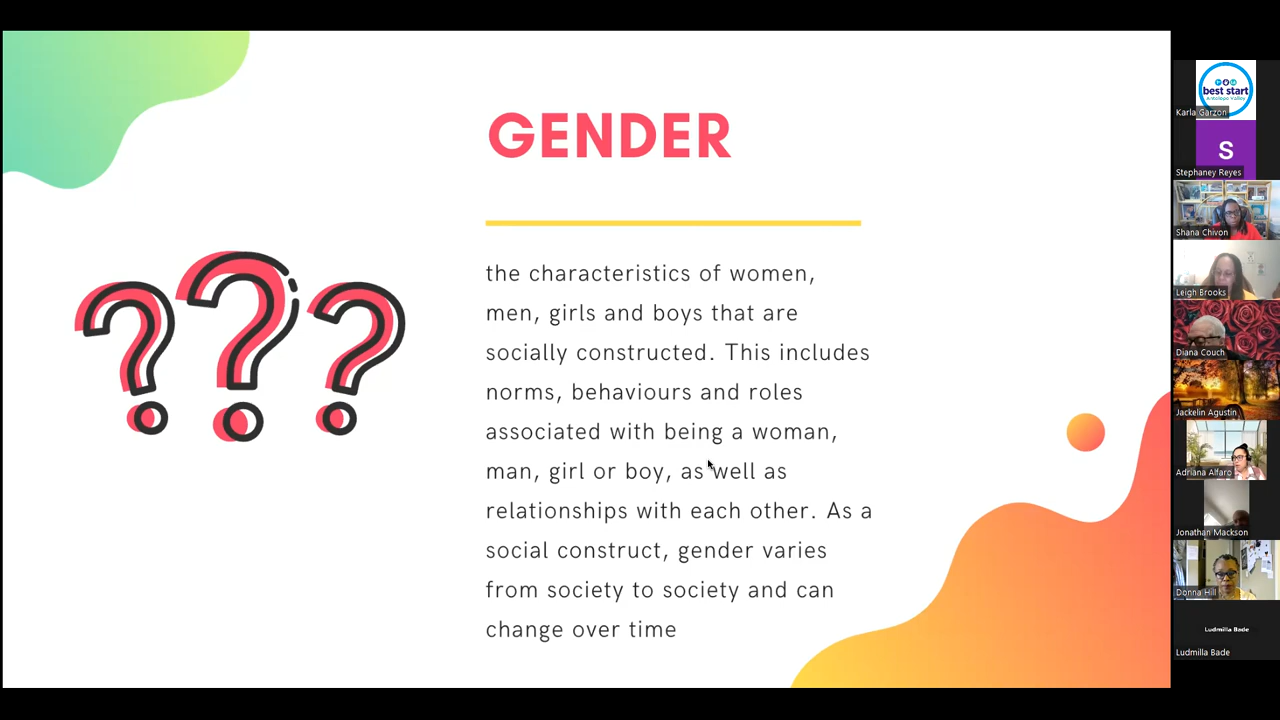 GENDER
the characteristics of women,
men, girls and boys that are
socially constructed. This includes
norms, behaviours and roles
associated with being a woman,
man, girl or boy, as well as
relationships with each other. As a
social construct, gender varies
from society to society and can
change over time
???
best start
Antelope Valley
Karla Garzon
S
Stephaney Reyes
Shana Chivon
Leigh Brooks
Diana Couch
Jackelin Agustin
Adriana Alfaro
Jonathan Mackson
Donna Hill
Ludmilla Bade
Ludmilla Bade